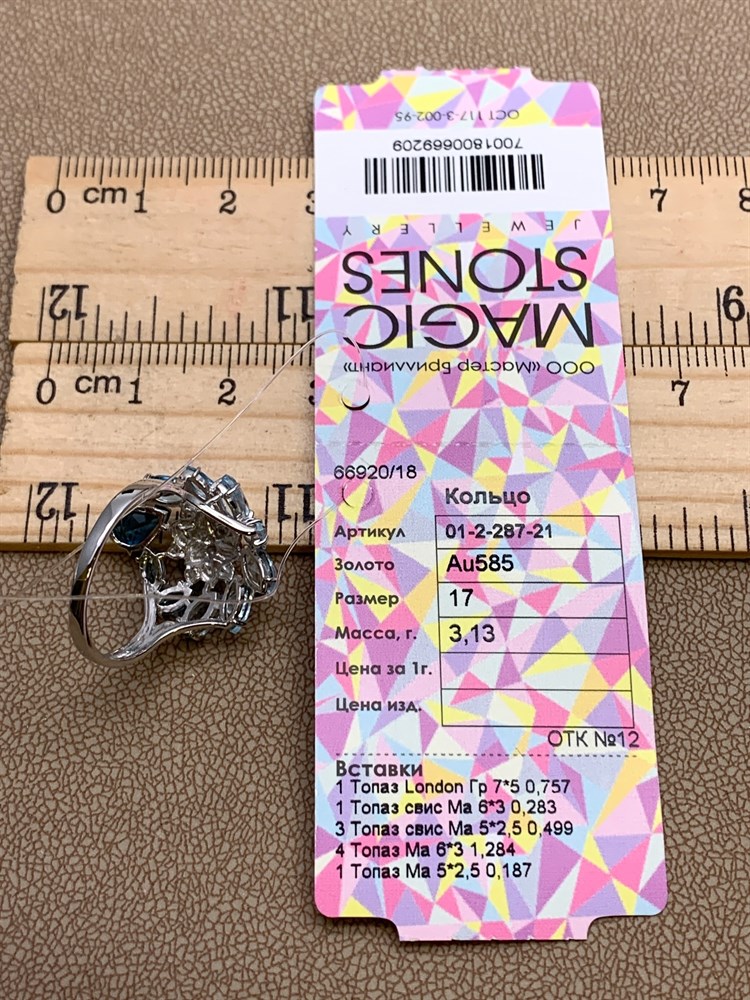 ОСТ 117-3-002-95
7001800669209
JEWELLERY
MAGIC
STONES
ООО «Мастер Бриллиант»
0 cm 1 2 3 7 8
12 11 6
0 cm 1 2 7
12 11
66920/18
Кольцо
Артикул 01-2-287-21
Золото Au585
Размер 17
Масса, г. 3,13
Цена за 1г.
Цена изд.
ОТК №12
Вставки
1 Топаз London Гр 7*5 0,757
1 Топаз свис Ма 6*3 0,283
3 Топаз свис Ма 5*2,5 0,499
4 Топаз Ма 6*3 1,284
1 Топаз Ма 5*2,5 0,187